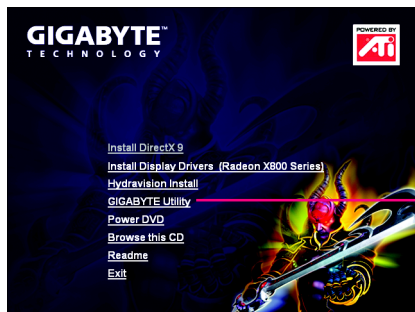 GIGABYTE™
TECHNOLOGY
POWERED BY
ATi
Install DirectX 9
Install Display Drivers (Radeon X800 Series)
Hydravision Install
GIGABYTE Utility
Power DVD
Browse this CD
Readme
Exit